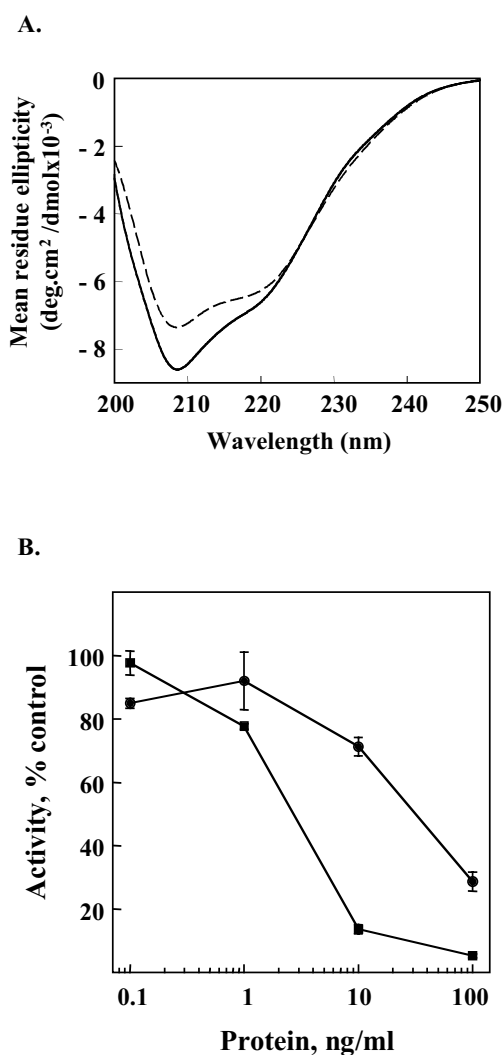 A.
0
- 2
- 4
- 6
- 8
Mean residue ellipticity
(deg.cm² /dmolx10⁻³)
200 210 220 230 240 250
Wavelength (nm)
B.
100
80
60
40
20
Activity, % control
0.1 1 10 100
Protein, ng/ml